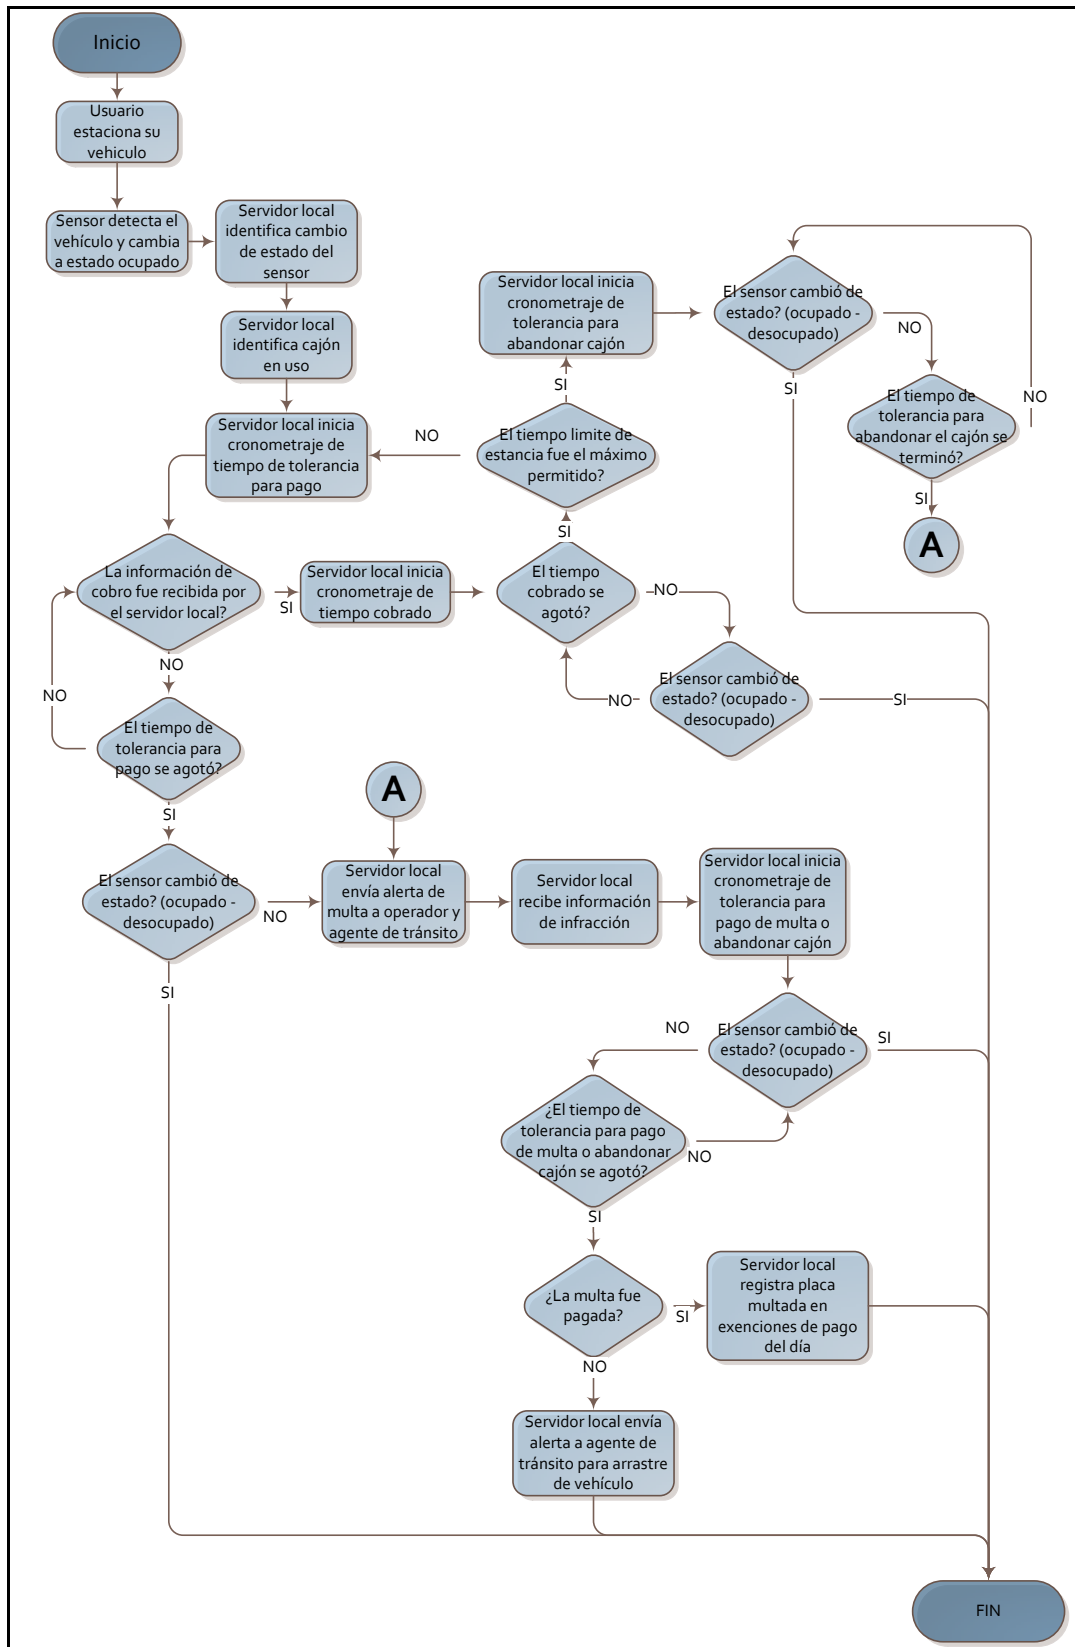 Inicio
Usuario
estaciona su
vehiculo
Sensor detecta el
vehículo y cambia
a estado ocupado
Servidor local
identifica cambio
de estado del
sensor
Servidor local
identifica cajón
en uso
Servidor local inicia
cronometraje de
tiempo de tolerancia
para pago
NO
El tiempo limite de
estancia fue el máximo
permitido?
SI
Servidor local inicia
cronometraje de
tolerancia para
abandonar cajón
El sensor cambió de
estado? (ocupado -
desocupado)
NO
SI
El tiempo de
tolerancia para
abandonar el cajón se
terminó?
NO
SI
A
La información de
cobro fue recibida por
el servidor local?
SI
Servidor local inicia
cronometraje de
tiempo cobrado
El tiempo
cobrado se
agotó?
SI
NO
El sensor cambió de
estado? (ocupado -
desocupado)
NO
SI
NO
NO
El tiempo de
tolerancia para
pago se agotó?
SI
A
El sensor cambió de
estado? (ocupado -
desocupado)
NO
SI
Servidor local
envía alerta de
multa a operador y
agente de tránsito
Servidor local
recibe información
de infracción
Servidor local inicia
cronometraje de
tolerancia para
pago de multa o
abandonar cajón
El sensor cambió de
estado? (ocupado -
desocupado)
NO
SI
¿El tiempo de
tolerancia para pago
de multa o abandonar
cajón se agotó?
NO
SI
¿La multa fue
pagada?
SI
Servidor local
registra placa
multada en
exenciones de pago
del día
NO
Servidor local envía
alerta a agente de
tránsito para arrastre
de vehículo
FIN